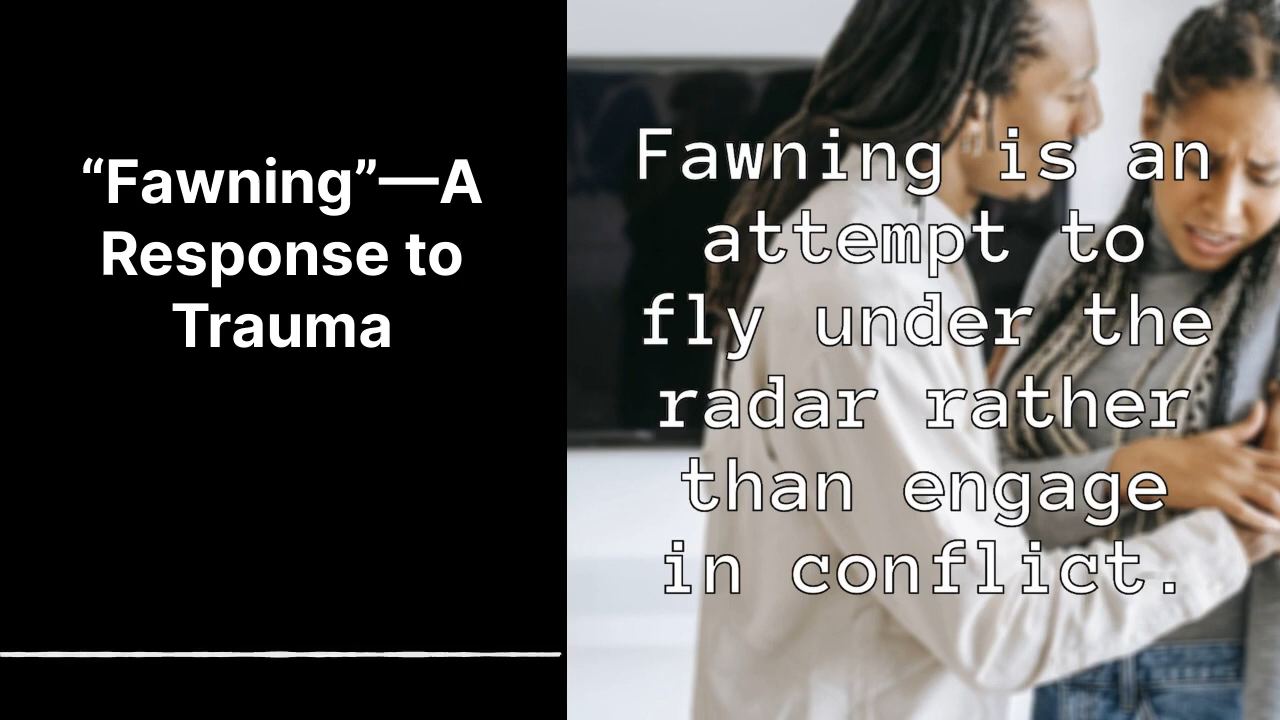 “Fawning”—A
Response to
Trauma
Fawning is an
attempt to
fly under the
radar rather
than engage
in conflict.